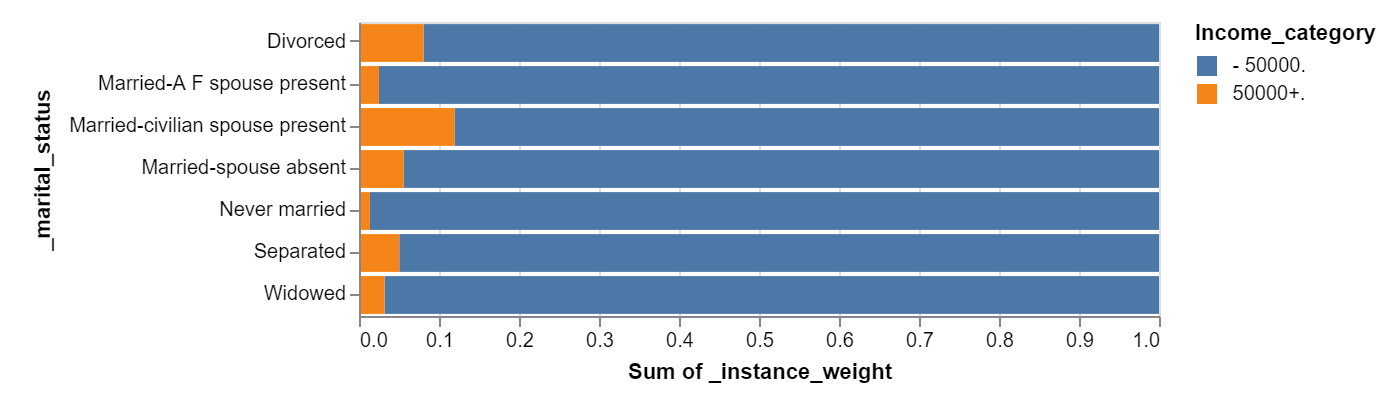 Divorced
Married-A F spouse present
Married-civilian spouse present
Married-spouse absent
Never married
Separated
Widowed
_marital_status
0.0 0.1 0.2 0.3 0.4 0.5 0.6 0.7 0.8 0.9 1.0
Sum of _instance_weight
Income_category
- 50000.
50000+.